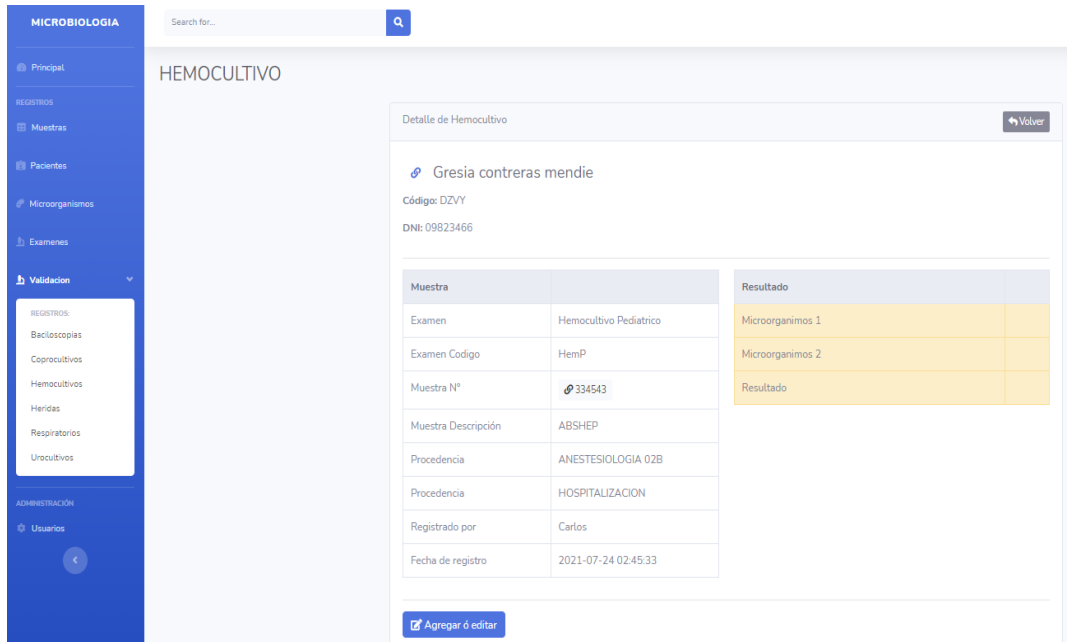 MICROBIOLOGIA
Search for...
Principal
REGISTROS
Muestras
Pacientes
Microorganismos
Examenes
Validacion
REGISTROS:
Baciloscopias
Coprocultivos
Hemocultivos
Heridas
Respiratorios
Urocultivos
ADMINISTRACIÓN
Usuarios
HEMOCULTIVO
Detalle de Hemocultivo
Volver
Gresia contreras mendie
Código: DZVY
DNI: 09823466
Muestra
Examen Hemocultivo Pediatrico
Examen Codigo HemP
Muestra N° 334543
Muestra Descripción ABSHEP
Procedencia ANESTESIOLOGIA 02B
Procedencia HOSPITALIZACION
Registrado por Carlos
Fecha de registro 2021-07-24 02:45:33
Resultado
Microorganimos 1
Microorganimos 2
Resultado
Agregar ó editar